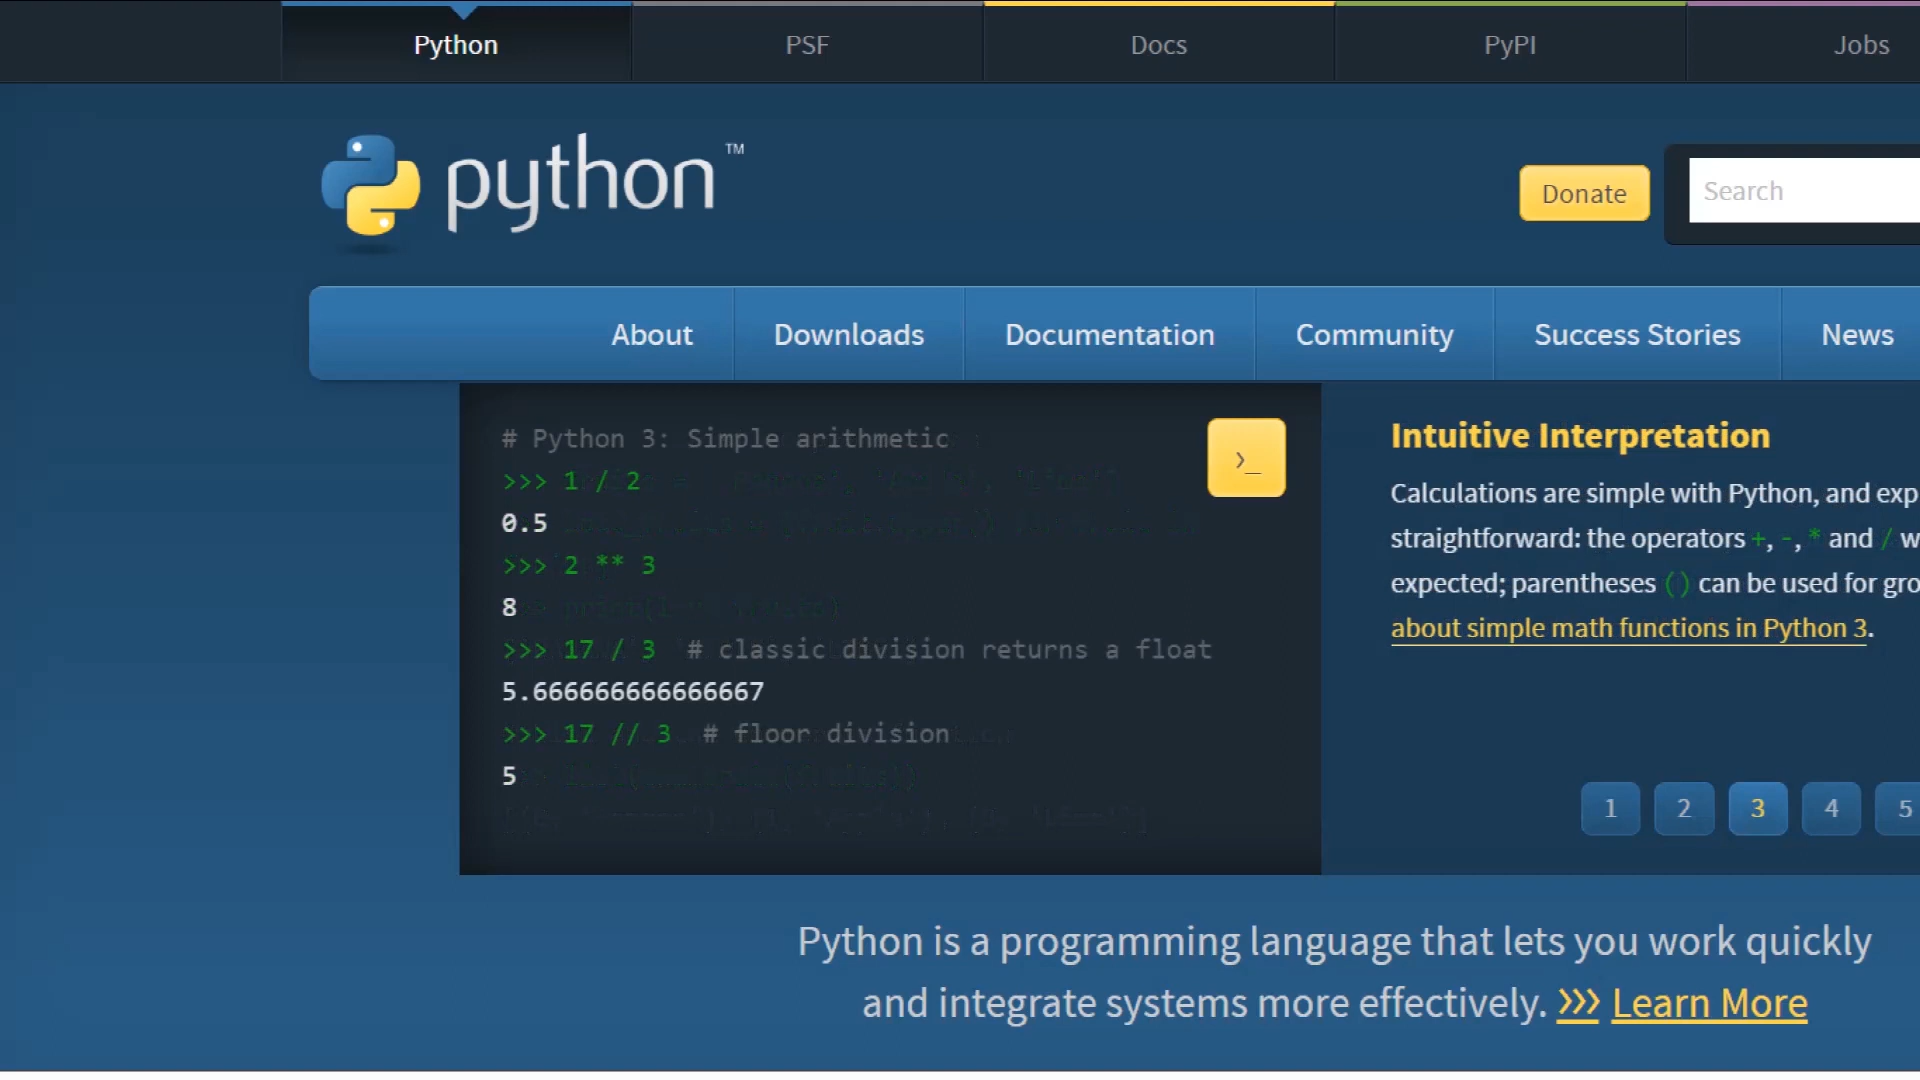 Python PSF Docs PyPI Jobs
python™
Donate Search
About Downloads Documentation Community Success Stories News
# Python 3: Simple arithmetic
>>> 1 / 2
0.5
>>> 2 ** 3
8
>>> 17 / 3 # classic division returns a float
5.666666666666667
>>> 17 // 3 # floor division
5
>_
Intuitive Interpretation
Calculations are simple with Python, and exp
straightforward: the operators +, -, * and / w
expected; parentheses () can be used for gro
about simple math functions in Python 3.
1 2 3 4 5
Python is a programming language that lets you work quickly
and integrate systems more effectively. >>> Learn More